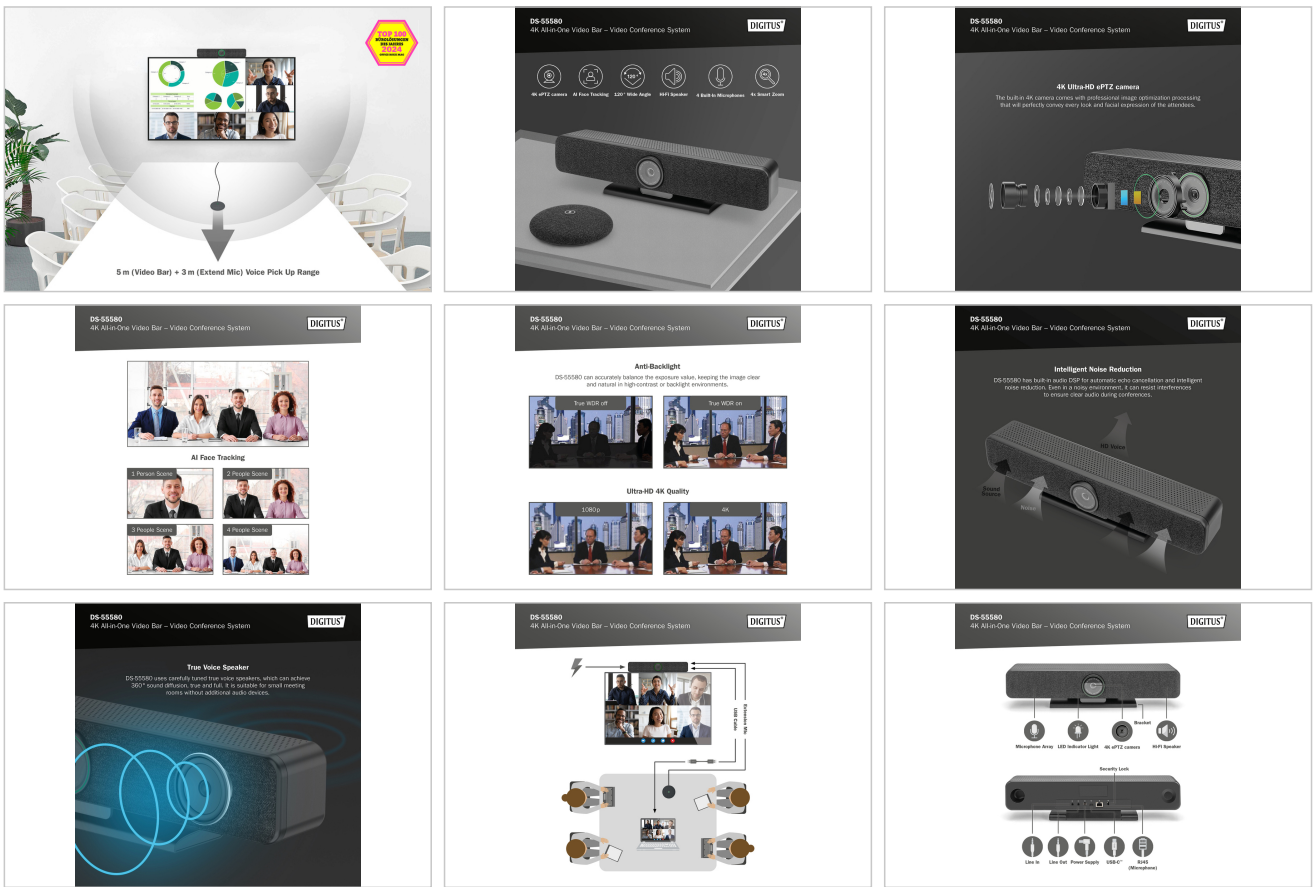 TOP 100
BÜROLÖSUNGEN
DES JAHRES
2024
5 m (Video Bar) + 3 m (Extend Mic) Voice Pick Up Range
DS-55580
4K All-in-One Video Bar – Video Conference System
DIGITUS®
4K ePTZ camera
AI Face Tracking
120°
120° Wide Angle
Hi-Fi Speaker
4 Built-In Microphones
4x Smart Zoom
DS-55580
4K All-in-One Video Bar – Video Conference System
DIGITUS®
4K Ultra-HD ePTZ camera
The built-in 4K camera comes with professional image optimization processing
that will perfectly convey every look and facial expression of the attendees.
DS-55580
4K All-in-One Video Bar – Video Conference System
DIGITUS®
AI Face Tracking
1 Person Scene
2 People Scene
3 People Scene
4 People Scene
DS-55580
4K All-in-One Video Bar – Video Conference System
DIGITUS®
Anti-Backlight
DS-55580 can accurately balance the exposure value, keeping the image clear
and natural in high-contrast or backlight environments.
True WDR off
True WDR on
Ultra-HD 4K Quality
1080p
4K
DS-55580
4K All-in-One Video Bar – Video Conference System
DIGITUS®
Intelligent Noise Reduction
DS-55580 has built-in audio DSP for automatic echo cancellation and intelligent
noise reduction. Even in a noisy environment, it can resist interferences
to ensure clear audio during conferences.
HD Voice
Sound
Source
Noise
DS-55580
4K All-in-One Video Bar – Video Conference System
DIGITUS®
True Voice Speaker
DS-55580 uses carefully tuned true voice speakers, which can achieve
360° sound diffusion, true and full. It is suitable for small meeting
rooms without additional audio devices.
DS-55580
4K All-in-One Video Bar – Video Conference System
DIGITUS®
USB Cable
Extensive Mic
DS-55580
4K All-in-One Video Bar – Video Conference System
DIGITUS®
Bracket
Microphone Array
LED Indicator Light
4K ePTZ camera
Hi-Fi Speaker
Security Lock
Line In
Line Out
Power Supply
USB-C™
RJ45
(Microphone)